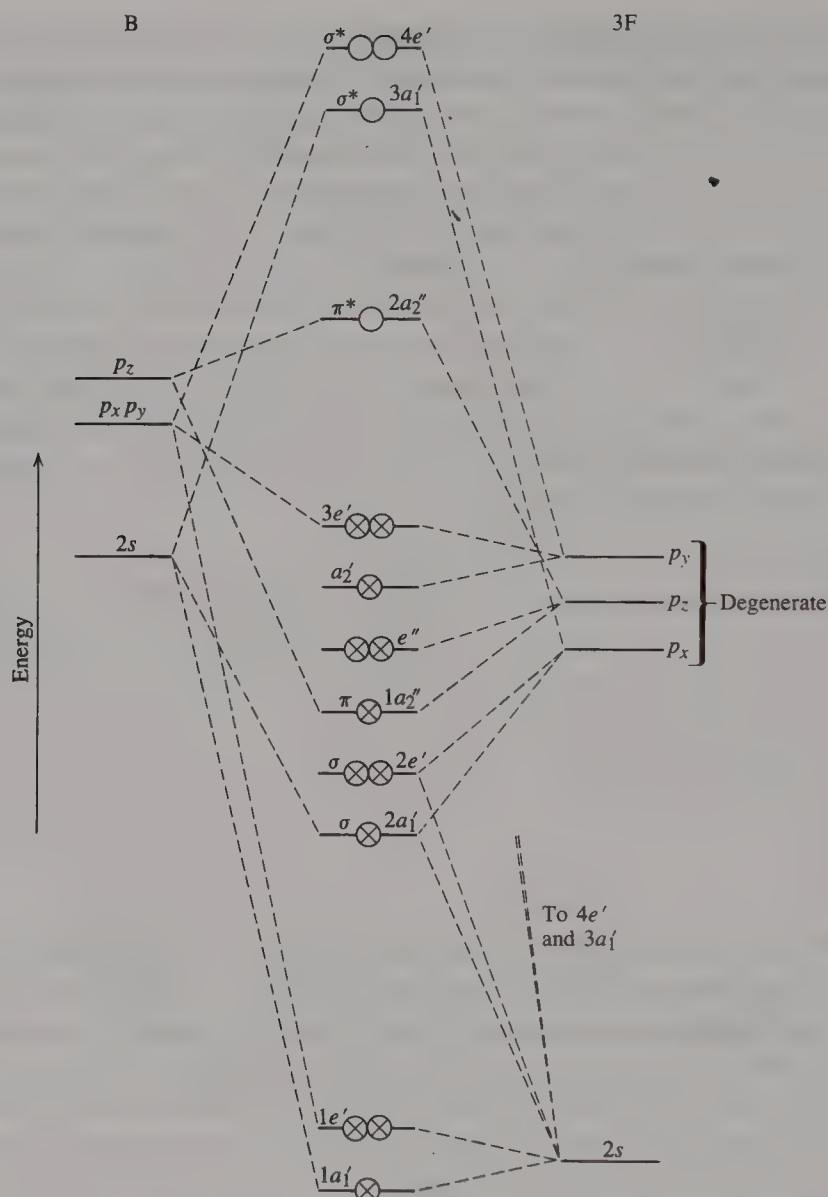 B 3F
σ* 4e′
σ* 3a₁′
π* 2a₂″
p_z
p_x p_y
3e′
2s
p_y
a₂′
p_z Degenerate
e″
p_x
Energy
π 1a₂″
σ 2e′
σ 2a₁′
To 4e′
and 3a₁′
1e′
2s
1a₁′